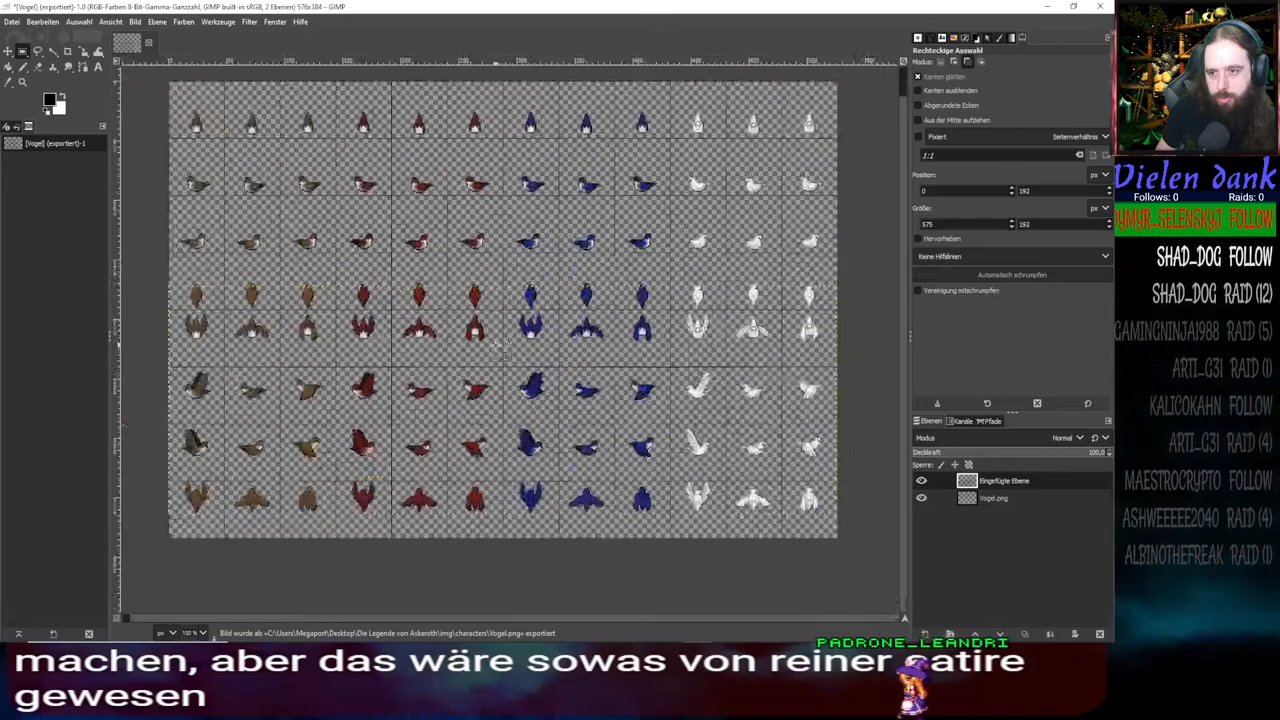 *[Vogel] (exportiert)-1.0 (RGB-Farben 8-Bit-Gamma-Ganzzahl, GIMP built-in sRGB, 2 Ebenen) 576x384 – GIMP
Datei Bearbeiten Auswahl Ansicht Bild Ebene Farben Werkzeuge Filter Fenster Hilfe
[Vogel] (exportiert)-1
Rechteckige Auswahl
Modus:
Kanten glätten
Kanten ausblenden
Abgerundete Ecken
Aus der Mitte aufziehen
Fixiert Seitenverhältnis
1:1
Position: px
0 192
Größe: px
575 192
Hervorheben
Keine Hilfslinien
Automatisch schrumpfen
Vereinigung mitschrumpfen
Ebenen Kanäle Pfade
Modus Normal
Deckkraft 100,0
Sperre:
Eingefügte Ebene
Vogel.png
px 150 % Bild wurde als »C:\Users\Megaport\Desktop\Die Legende von Askeroth\img\characters\Vogel.png« exportiert
Vielen dank
Follows: 0 Raids: 0
YMYR_SELENSKYJ FOLLOW
SHAD_DOG FOLLOW
SHAD_DOG RAID (12)
GAMINGNINJA1988 RAID (5)
ARTI_G31 RAID (1)
KALICOKAHN FOLLOW
ARTI_G31 RAID (4)
MAESTROCRYPTO FOLLOW
ASHWEEEEE2040 RAID (4)
ALBINOTHEFREAK RAID (1)
PADRONE_LEANDRI
machen, aber das wäre sowas von reiner Satire
gewesen